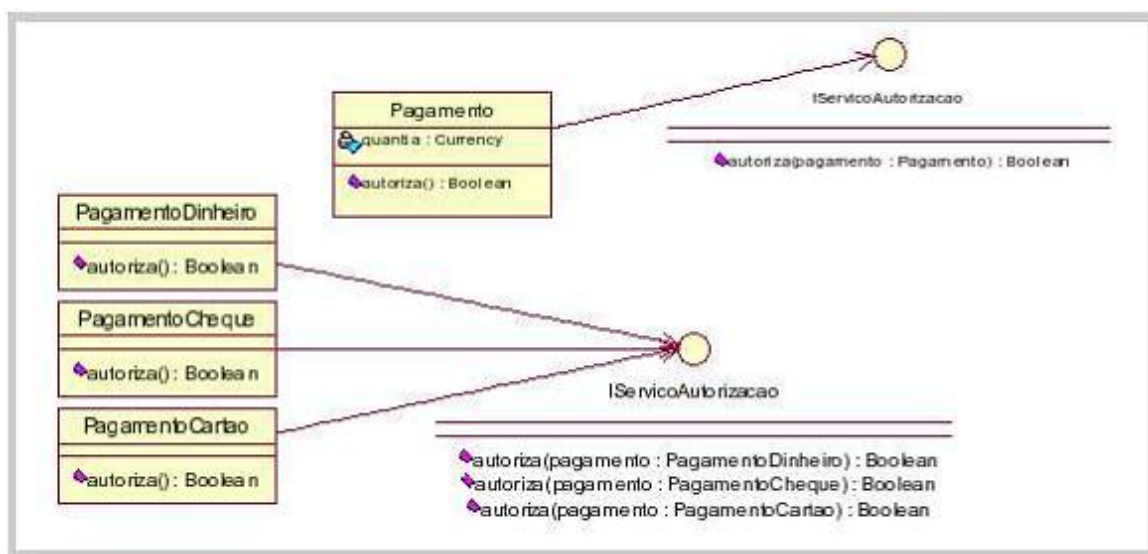 IServicoAutorizacao
autoriza(pagamento : Pagamento) : Boolean
Pagamento
quantia : Currency
autoriza() : Boolean
PagamentoDinheiro
autoriza() : Boolean
PagamentoCheque
autoriza() : Boolean
PagamentoCartao
autoriza() : Boolean
IServicoAutorizacao
autoriza(pagamento : PagamentoDinheiro) : Boolean
autoriza(pagamento : PagamentoCheque) : Boolean
autoriza(pagamento : PagamentoCartao) : Boolean